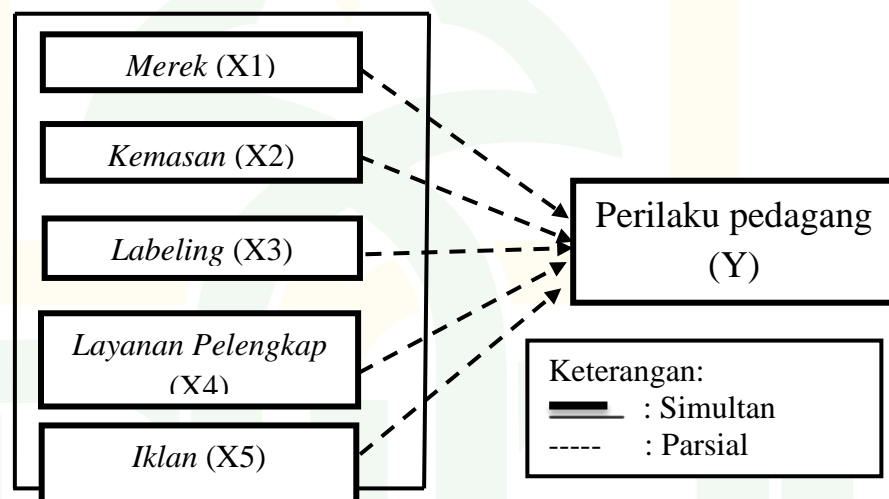 Merek (X1)
Kemasan (X2)
Labeling (X3)
Layanan Pelengkap
(X4)
Iklan (X5)
Perilaku pedagang
(Y)
Keterangan:
: Simultan
----- : Parsial